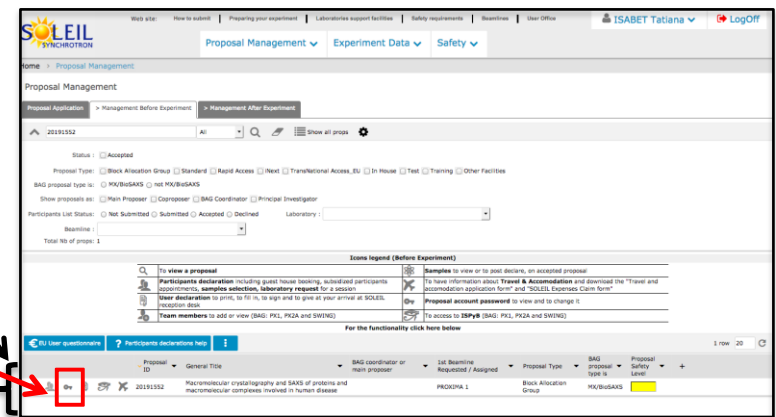 Web site: How to submit Preparing your experiment Laboratories support facilities Safety requirements Beamlines User Office
ISABET Tatiana LogOff
SOLEIL
SYNCHROTRON
Proposal Management Experiment Data Safety
Home > Proposal Management
Proposal Management
Proposal Application > Management Before Experiment > Management After Experiment
20191552 All Show all props
Status : Accepted
Proposal Type: Block Allocation Group Standard Rapid Access iNext TransNational Access_EU In House Test Training Other Facilities
BAG proposal type is: MX/BioSAXS not MX/BioSAXS
Show proposals as: Main Proposer Coproposer BAG Coordinator Principal Investigator
Participants List Status: Not Submitted Submitted Accepted Declined Laboratory :
Beamline :
Total Nb of props: 1
Icons legend (Before Experiment)
To view a proposal
Samples to view or to post declare, on accepted proposal
Participants declaration including guest house booking, subsidized participants appointments, samples selection, laboratory request for a session
To have information about Travel & Accomodation and download the "Travel and accomodation application form" and "SOLEIL Expenses Claim form"
User declaration to print, to fill in, to sign and to give at your arrival at SOLEIL reception desk
Proposal account password to view and to change it
Team members to add or view (BAG: PX1, PX2A and SWING)
To access to ISPyB (BAG: PX1, PX2A and SWING)
For the functionality click here below
EU User questionnaire ? Participants declarations help 1 row 20
Proposal ID General Title BAG coordinator or main proposer 1st Beamline Requested / Assigned Proposal Type BAG proposal type is Proposal Safety Level +
20191552 Macromolecular crystallography and SAXS of proteins and macromolecular complexes involved in human disease PROXIMA 1 Block Allocation Group MX/BioSAXS